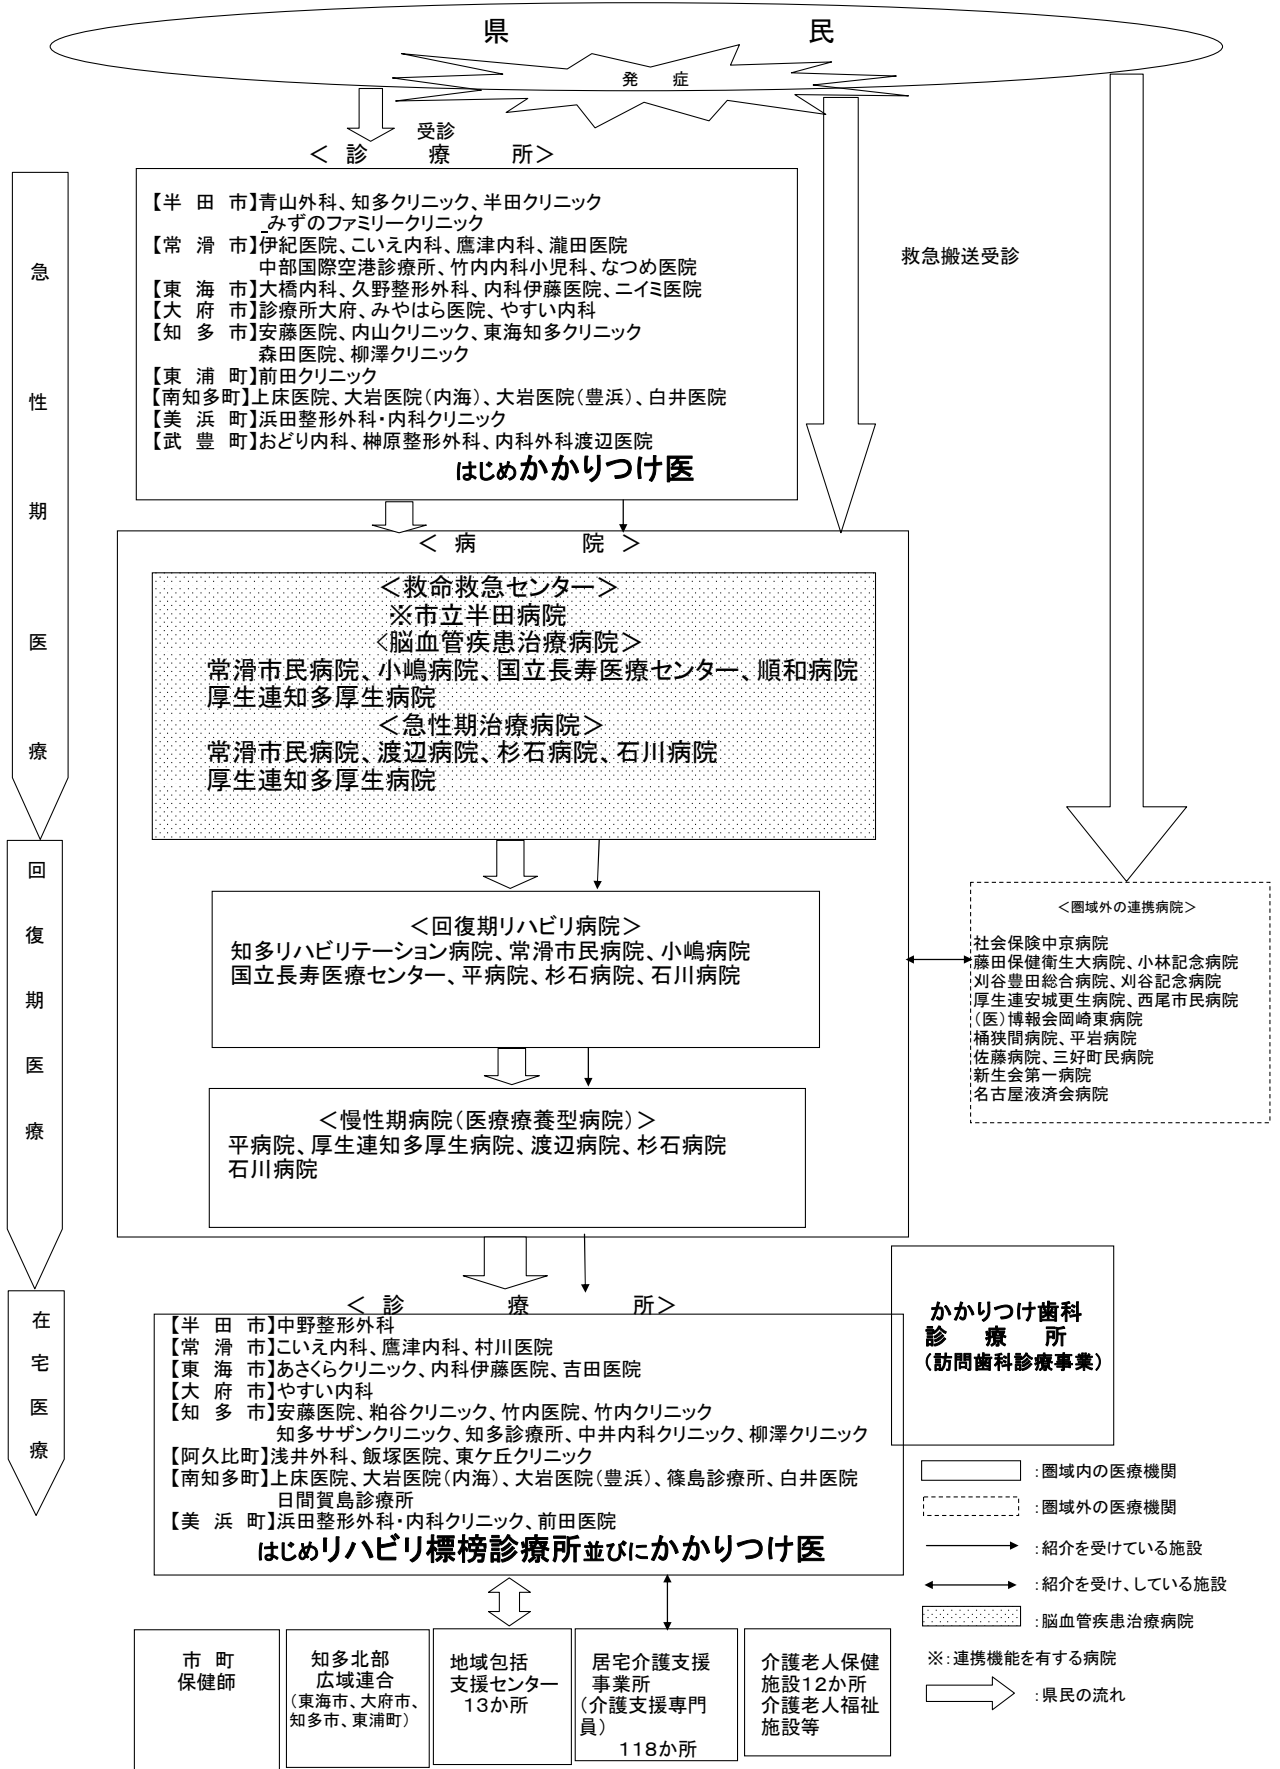 県　民
発　症
受診
＜ 診　療　所＞
【半 田 市】青山外科、知多クリニック、半田クリニック
みずのファミリークリニック
【常 滑 市】伊紀医院、こいえ内科、鷹津内科、瀧田医院
中部国際空港診療所、竹内内科小児科、なつめ医院
【東 海 市】大橋内科、久野整形外科、内科伊藤医院、ニイミ医院
【大 府 市】診療所大府、みやはら医院、やすい内科
【知 多 市】安藤医院、内山クリニック、東海知多クリニック
森田医院、柳澤クリニック
【東 浦 町】前田クリニック
【南知多町】上床医院、大岩医院（内海）、大岩医院（豊浜）、白井医院
【美 浜 町】浜田整形外科・内科クリニック
【武 豊 町】おどり内科、榊原整形外科、内科外科渡辺医院
はじめかかりつけ医
救急搬送受診
急性期医療
＜ 病　院 ＞
＜救命救急センター＞
※市立半田病院
＜脳血管疾患治療病院＞
常滑市民病院、小嶋病院、国立長寿医療センター、順和病院
厚生連知多厚生病院
＜急性期治療病院＞
常滑市民病院、渡辺病院、杉石病院、石川病院
厚生連知多厚生病院
回復期医療
＜回復期リハビリ病院＞
知多リハビリテーション病院、常滑市民病院、小嶋病院
国立長寿医療センター、平病院、杉石病院、石川病院
＜慢性期病院（医療療養型病院）＞
平病院、厚生連知多厚生病院、渡辺病院、杉石病院
石川病院
＜圏域外の連携病院＞
社会保険中京病院
藤田保健衛生大病院、小林記念病院
刈谷豊田総合病院、刈谷記念病院
厚生連安城更生病院、西尾市民病院
（医）博報会岡崎東病院
桶狭間病院、平岩病院
佐藤病院、三好町民病院
新生会第一病院
名古屋液済会病院
在宅医療
＜ 診　療　所＞
【半 田 市】中野整形外科
【常 滑 市】こいえ内科、鷹津内科、村川医院
【東 海 市】あさくらクリニック、内科伊藤医院、吉田医院
【大 府 市】やすい内科
【知 多 市】安藤医院、粕谷クリニック、竹内医院、竹内クリニック
知多サザンクリニック、知多診療所、中井内科クリニック、柳澤クリニック
【阿久比町】浅井外科、飯塚医院、東ケ丘クリニック
【南知多町】上床医院、大岩医院（内海）、大岩医院（豊浜）、篠島診療所、白井医院
日間賀島診療所
【美 浜 町】浜田整形外科・内科クリニック、前田医院
はじめリハビリ標榜診療所並びにかかりつけ医
かかりつけ歯科
診　療　所
（訪問歯科診療事業）
：圏域内の医療機関
：圏域外の医療機関
：紹介を受けている施設
：紹介を受け、している施設
：脳血管疾患治療病院
※：連携機能を有する病院
：県民の流れ
市 町
保健師
知多北部
広域連合
（東海市、大府市、
知多市、東浦町）
地域包括
支援センター
13か所
居宅介護支援
事業所
（介護支援専門
員）
118か所
介護老人保健
施設12か所
介護老人福祉
施設等